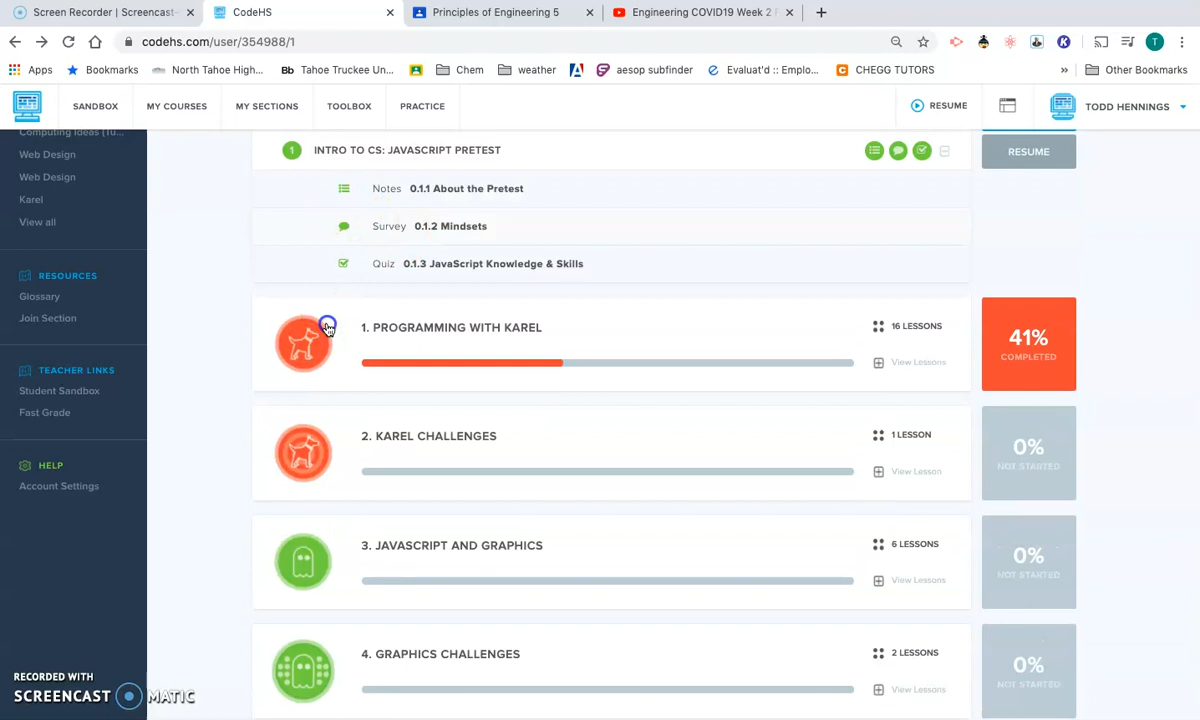 Screen Recorder | Screencast-
CodeHS
Principles of Engineering 5
Engineering COVID19 Week 2
codehs.com/user/354988/1
T
Apps
Bookmarks
North Tahoe High...
Bb Tahoe Truckee Un...
Chem
weather
aesop subfinder
Evaluat'd :: Emplo...
CHEGG TUTORS
»
Other Bookmarks
SANDBOX
MY COURSES
MY SECTIONS
TOOLBOX
PRACTICE
RESUME
TODD HENNINGS
Computing Ideas (Tu...
Web Design
Web Design
Karel
View all
RESOURCES
Glossary
Join Section
TEACHER LINKS
Student Sandbox
Fast Grade
HELP
Account Settings
1 INTRO TO CS: JAVASCRIPT PRETEST
RESUME
Notes 0.1.1 About the Pretest
Survey 0.1.2 Mindsets
Quiz 0.1.3 JavaScript Knowledge & Skills
1. PROGRAMMING WITH KAREL
16 LESSONS
View Lessons
41%
COMPLETED
2. KAREL CHALLENGES
1 LESSON
View Lesson
0%
NOT STARTED
3. JAVASCRIPT AND GRAPHICS
6 LESSONS
View Lessons
0%
NOT STARTED
4. GRAPHICS CHALLENGES
2 LESSONS
View Lessons
0%
NOT STARTED
RECORDED WITH
SCREENCAST MATIC